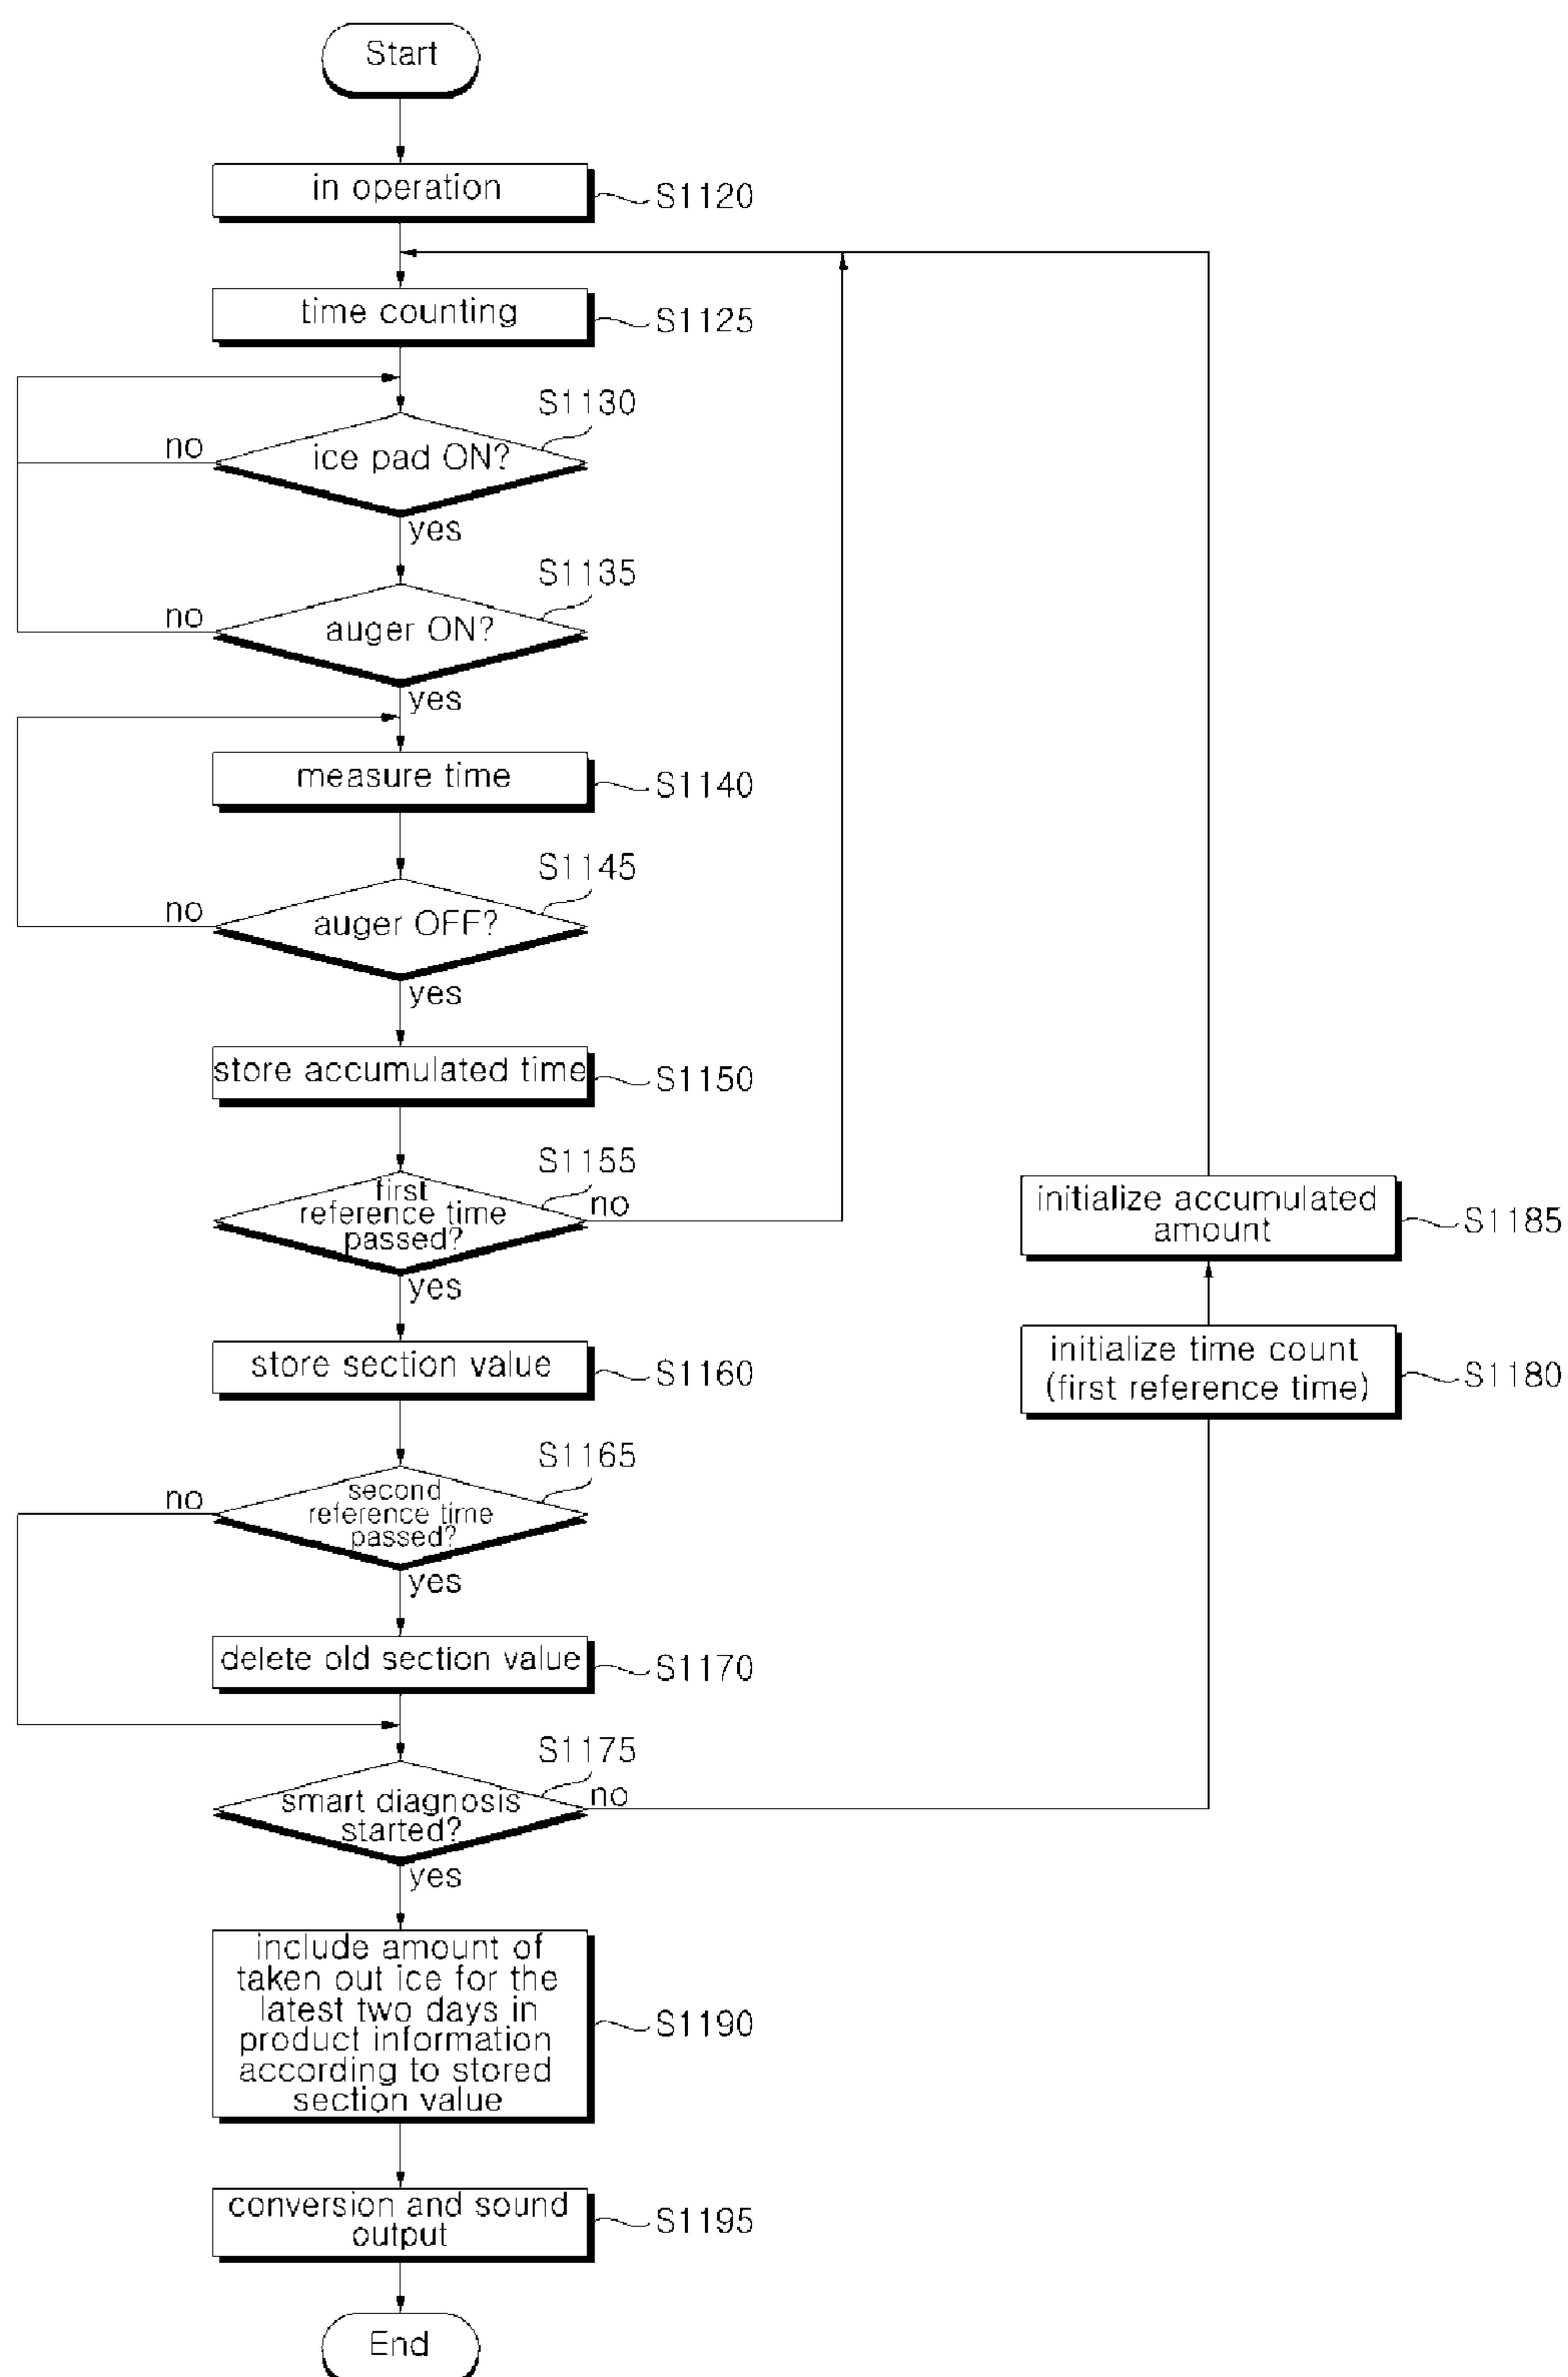 Start
in operation
S1120
time counting
S1125
S1130
no
ice pad ON?
yes
S1135
no
auger ON?
yes
measure time
S1140
S1145
no
auger OFF?
yes
store accumulated time
S1150
S1155
first
reference time
passed?
no
yes
initialize accumulated
amount
S1185
initialize time count
(first reference time)
S1180
store section value
S1160
S1165
no
second
reference time
passed?
yes
delete old section value
S1170
S1175
smart diagnosis
started?
no
yes
include amount of
taken out ice for the
latest two days in
product information
according to stored
section value
S1190
conversion and sound
output
S1195
End